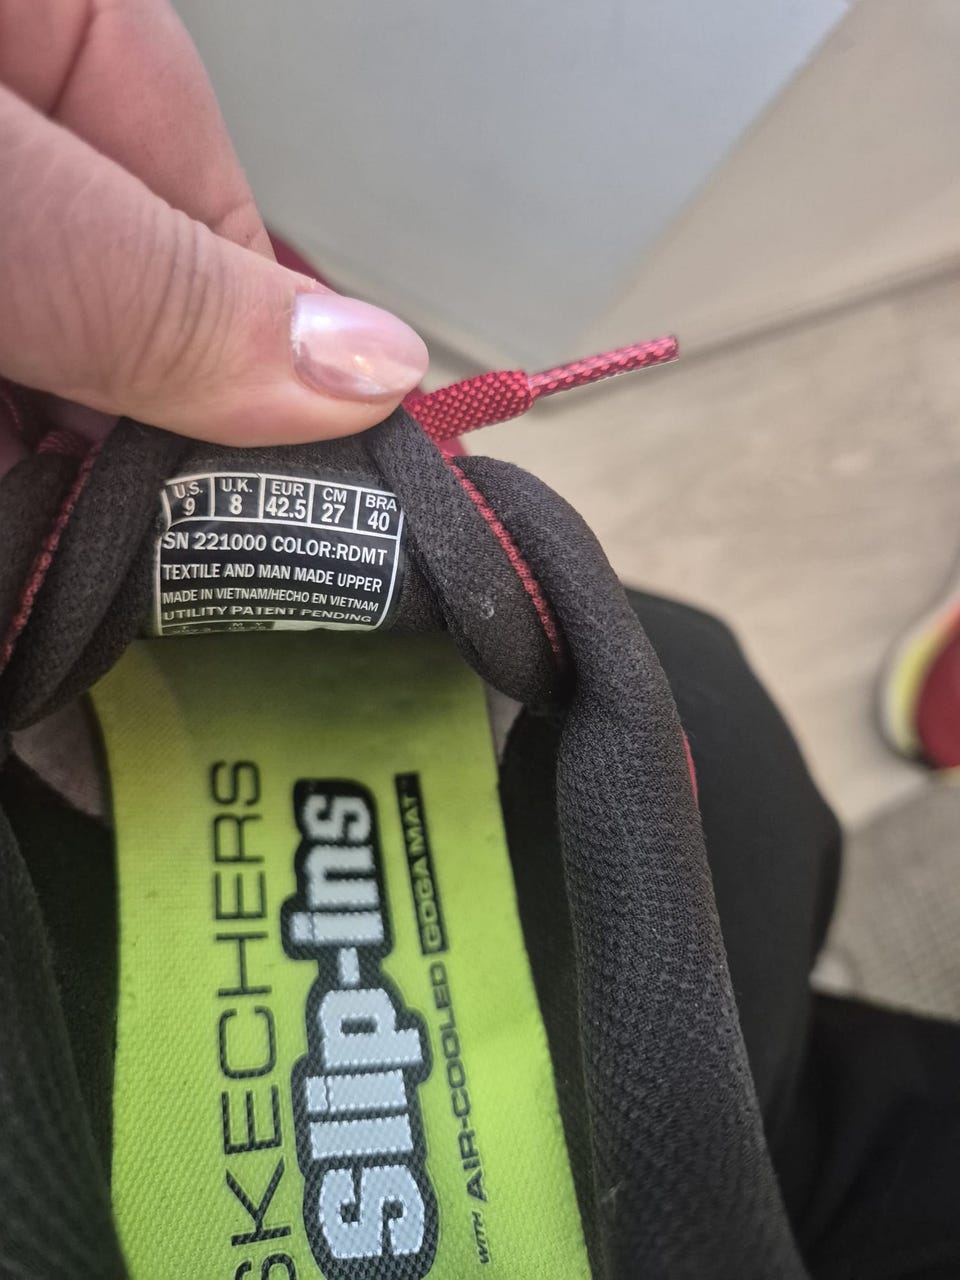 U.S. U.K. EUR CM BRA
9 8 42.5 27 40
SN 221000 COLOR:RDMT
TEXTILE AND MAN MADE UPPER
MADE IN VIETNAM/HECHO EN VIETNAM
UTILITY PATENT PENDING
SKECHERS
Slip-ins
WITH AIR-COOLED GOGA MAT